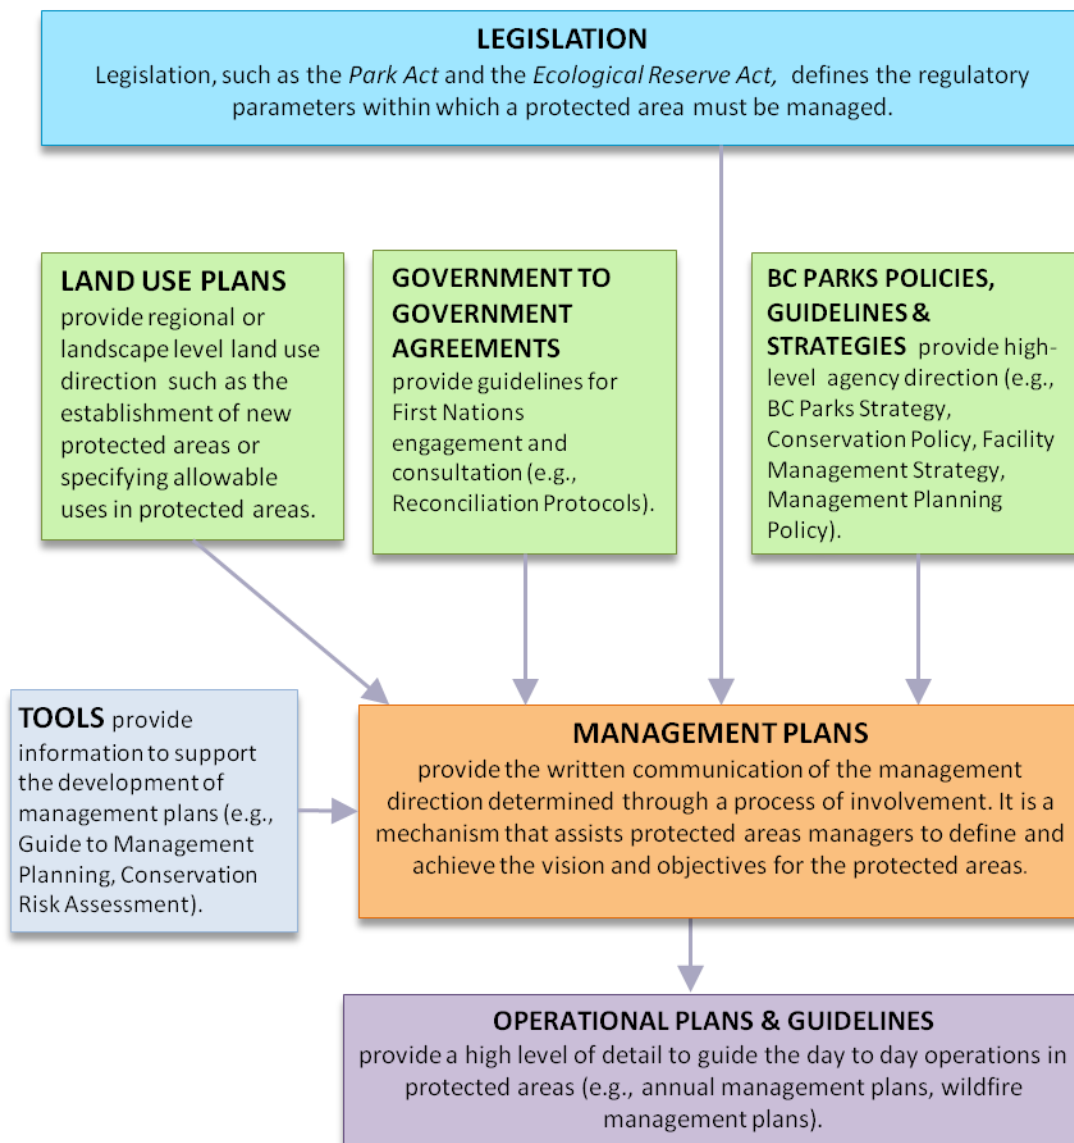 LEGISLATION
Legislation, such as the Park Act and the Ecological Reserve Act, defines the regulatory
parameters within which a protected area must be managed.
LAND USE PLANS
provide regional or
landscape level land use
direction such as the
establishment of new
protected areas or
specifying allowable
uses in protected areas.
GOVERNMENT TO
GOVERNMENT
AGREEMENTS
provide guidelines for
First Nations
engagement and
consultation (e.g.,
Reconciliation Protocols).
BC PARKS POLICIES,
GUIDELINES &
STRATEGIES provide high-
level agency direction (e.g.,
BC Parks Strategy,
Conservation Policy, Facility
Management Strategy,
Management Planning
Policy).
TOOLS provide
information to support
the development of
management plans (e.g.,
Guide to Management
Planning, Conservation
Risk Assessment).
MANAGEMENT PLANS
provide the written communication of the management
direction determined through a process of involvement. It is a
mechanism that assists protected areas managers to define and
achieve the vision and objectives for the protected areas.
OPERATIONAL PLANS & GUIDELINES
provide a high level of detail to guide the day to day operations in
protected areas (e.g., annual management plans, wildfire
management plans).